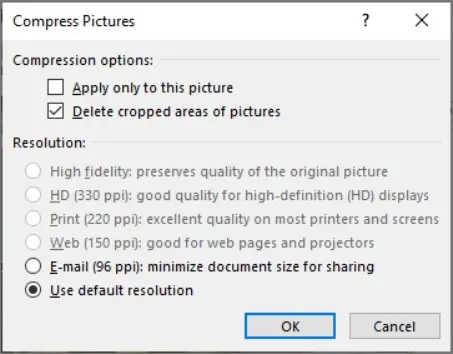 Compress Pictures
Compression options:
Apply only to this picture
Delete cropped areas of pictures
Resolution:
High fidelity: preserves quality of the original picture
HD (330 ppi): good quality for high-definition (HD) displays
Print (220 ppi): excellent quality on most printers and screens
Web (150 ppi): good for web pages and projectors
E-mail (96 ppi): minimize document size for sharing
Use default resolution
OK Cancel